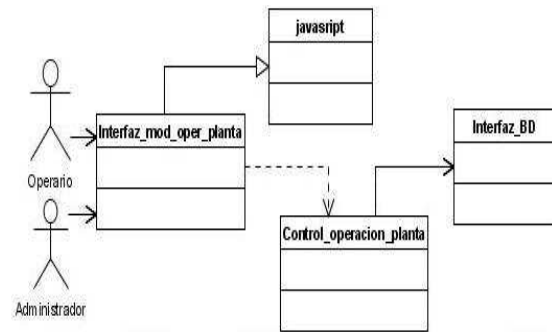 javasript
Interfaz_mod_oper_planta
Interfaz_BD
Operario
Control_operacion_planta
Administrador